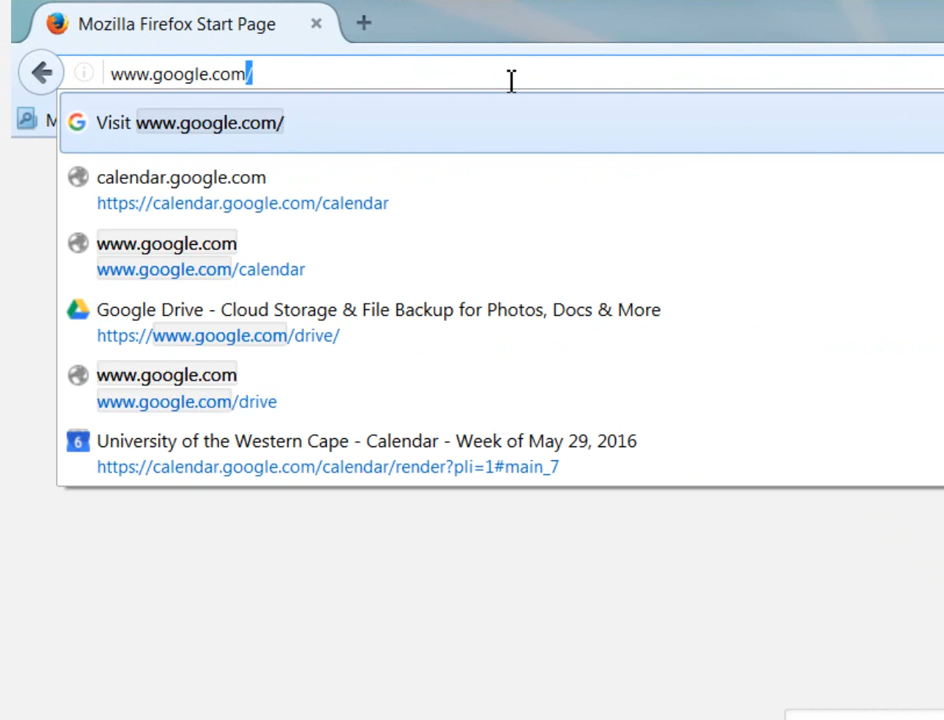 Mozilla Firefox Start Page
www.google.com/
M
Visit www.google.com/
calendar.google.com
https://calendar.google.com/calendar
www.google.com
www.google.com/calendar
Google Drive - Cloud Storage & File Backup for Photos, Docs & More
https://www.google.com/drive/
www.google.com
www.google.com/drive
6 University of the Western Cape - Calendar - Week of May 29, 2016
https://calendar.google.com/calendar/render?pli=1#main_7